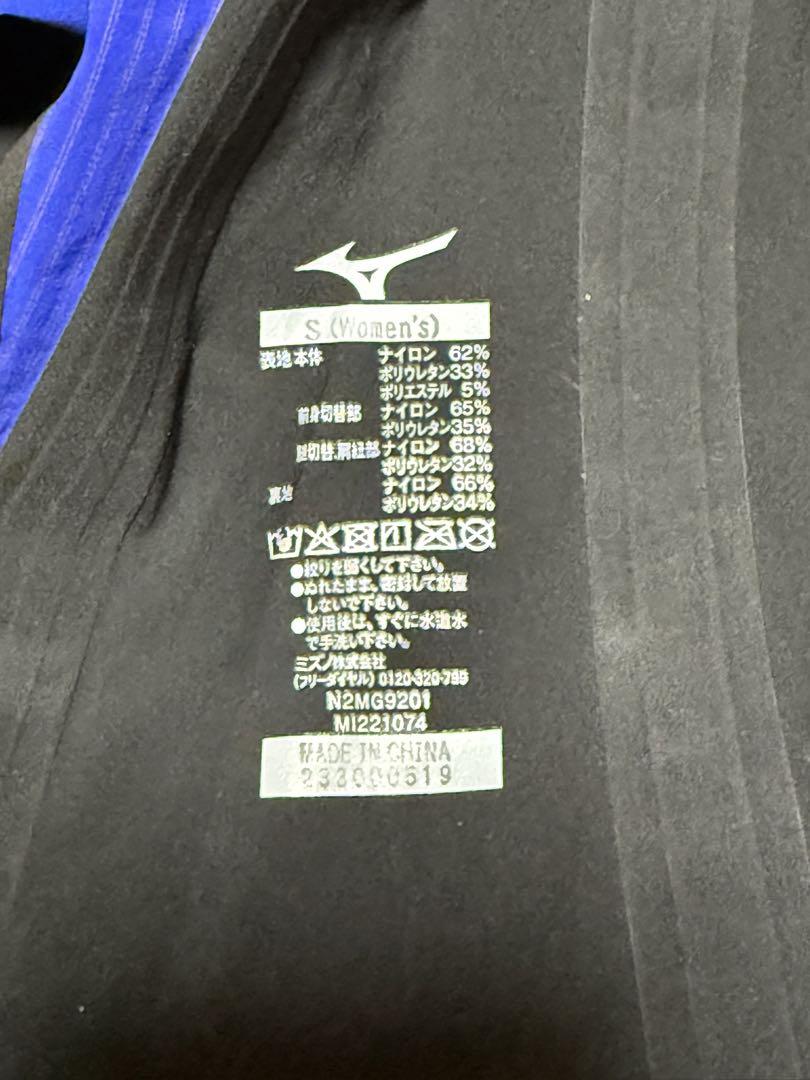 S (Women's)
表地 本体 ナイロン 62%
ポリウレタン33%
ポリエステル 5%
前身切替部 ナイロン 65%
ポリウレタン35%
切替、肩紐部 ナイロン 68%
ポリウレタン32%
裏地 ナイロン 66%
ポリウレタン34%
●絞りを弱くして下さい。
●ぬれたまま、密封して放置
しないで下さい。
●使用後は、すぐに水道水
で手洗い下さい。
ミズノ株式会社
(フリーダイヤル) 0120-320-799
N2MG9201
MI221074
MADE IN CHINA